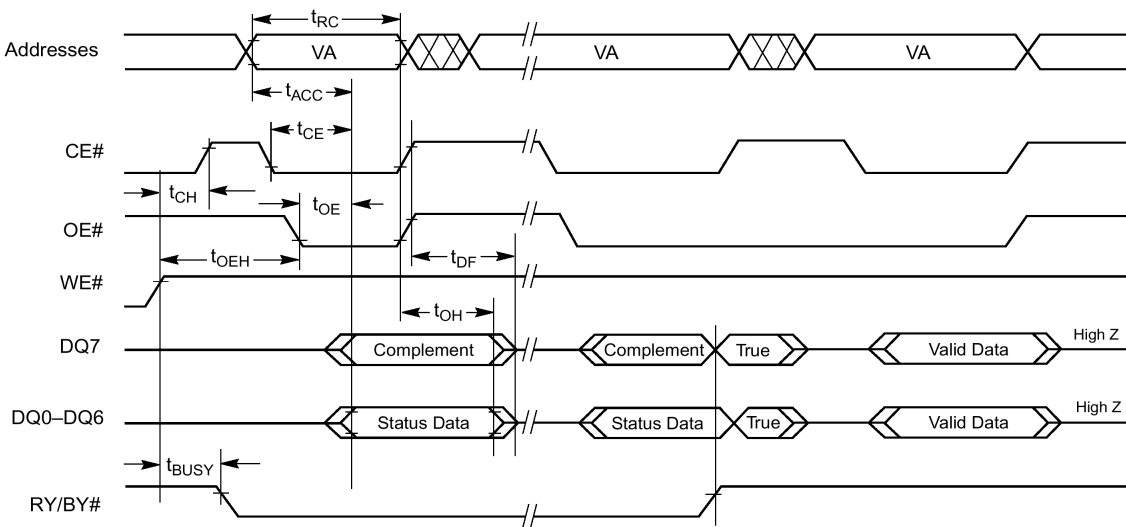 tRC
Addresses VA VA VA
tACC
tCE
CE#
tCH tOE
OE#
tOEH tDF
WE#
tOH
DQ7 Complement Complement True Valid Data High Z
DQ0–DQ6 Status Data Status Data True Valid Data High Z
tBUSY
RY/BY#